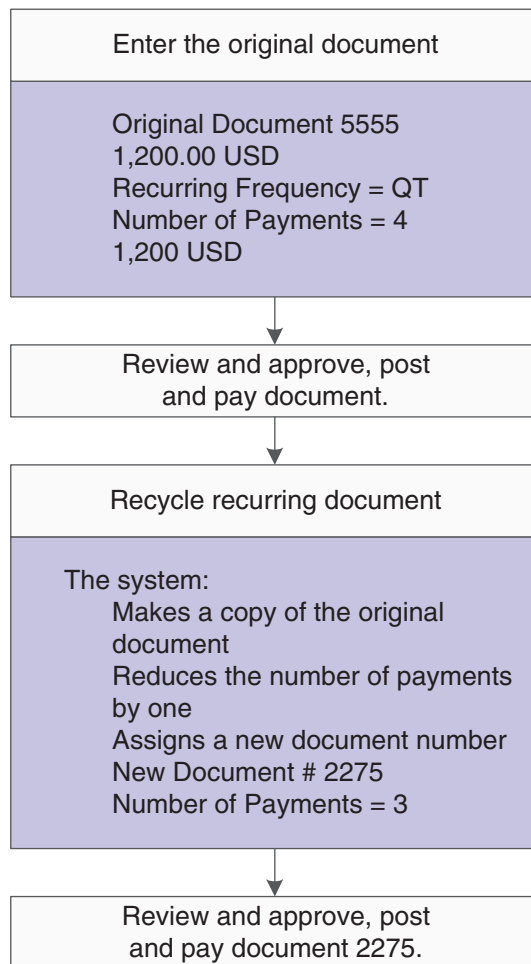 Enter the original document
Original Document 5555
1,200.00 USD
Recurring Frequency = QT
Number of Payments = 4
1,200 USD
Review and approve, post
and pay document.
Recycle recurring document
The system:
Makes a copy of the original
document
Reduces the number of payments
by one
Assigns a new document number
New Document # 2275
Number of Payments = 3
Review and approve, post
and pay document 2275.